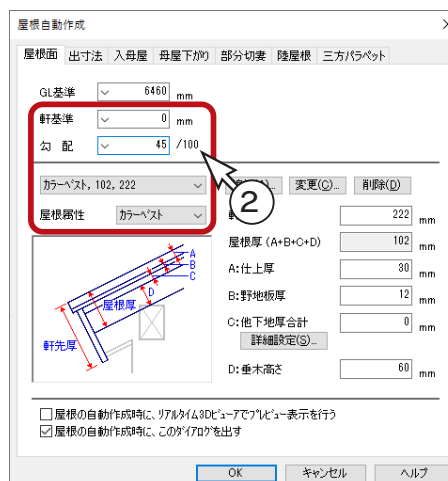 屋根自動作成
屋根面 出寸法 入母屋 母屋下がり 部分切妻 陸屋根 三方パラペット
GL基準 6460 mm
軒基準 0 mm
勾 配 45 /100
カラーベスト, 102, 222 変更(C)... 削除(D)
2
屋根属性 カラーベスト 222 mm
屋根厚 (A+B+C+D) 102 mm
A:仕上厚 30 mm
B:野地板厚 12 mm
C:他下地厚合計 0 mm
詳細設定(S)...
D:垂木高さ 60 mm
A
B
C
D
屋根厚
軒先厚
屋根の自動作成時に、リアルタイム3Dビューアでプレビュー表示を行う
屋根の自動作成時に、このダイアログを出す
OK キャンセル ヘルプ